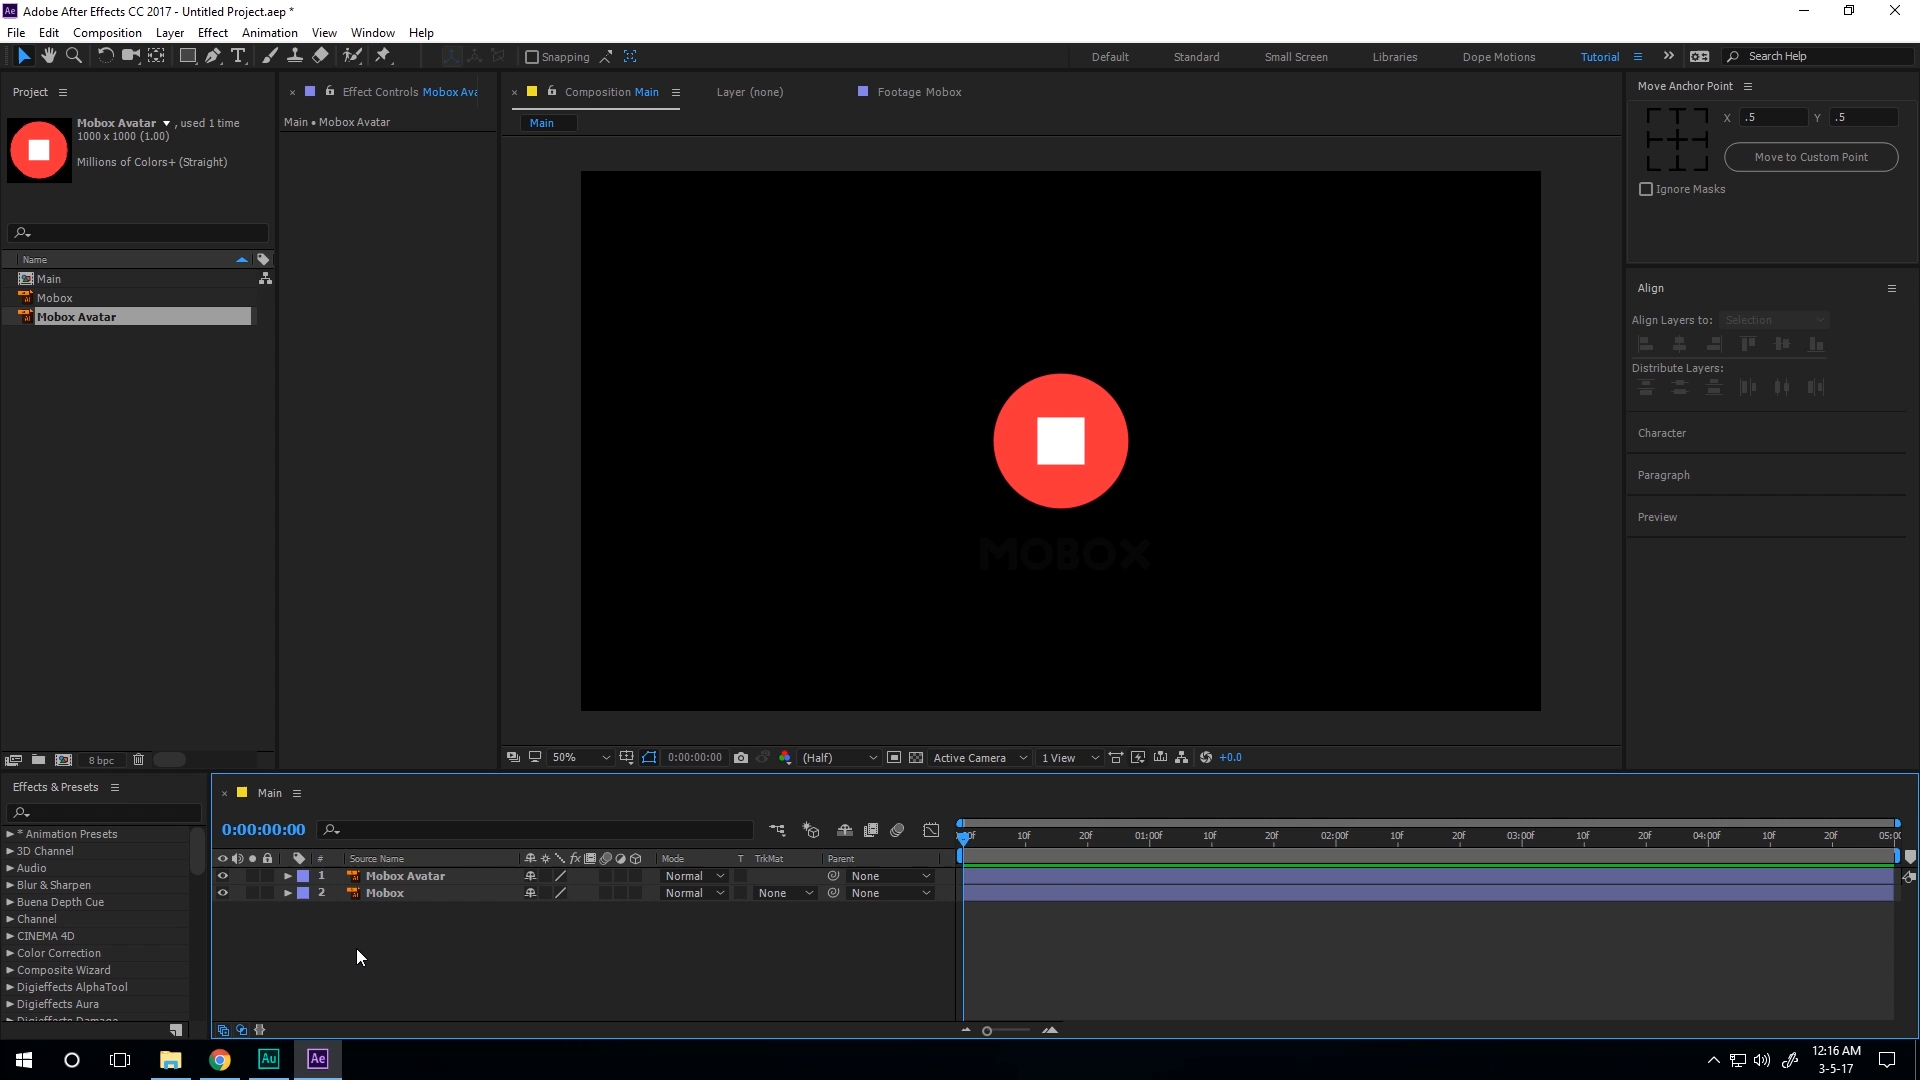 Adobe After Effects CC 2017 - Untitled Project.aep *
File Edit Composition Layer Effect Animation View Window Help
Snapping
Default Standard Small Screen Libraries Dope Motions Tutorial
Search Help
Project
Mobox Avatar , used 1 time
1000 x 1000 (1.00)
Millions of Colors+ (Straight)
Name
Main
Mobox
Mobox Avatar
8 bpc
Effect Controls Mobox Ava
Main • Mobox Avatar
Composition Main
Layer (none)
Footage Mobox
Main
MOBOX
50% 0:00:00:00 (Half) Active Camera 1 View +0.0
Move Anchor Point
X .5 Y .5
Move to Custom Point
Ignore Masks
Align
Align Layers to: Selection
Distribute Layers:
Character
Paragraph
Preview
Effects & Presets
* Animation Presets
3D Channel
Audio
Blur & Sharpen
Buena Depth Cue
Channel
CINEMA 4D
Color Correction
Composite Wizard
Digieffects AlphaTool
Digieffects Aura
Digieffects Damage
Main
0:00:00:00
10f 20f 01:00f 10f 20f 02:00f 10f 20f 03:00f 10f 20f 04:00f 10f 20f
# Source Name fx Mode T TrkMat Parent
1 Mobox Avatar Normal None
2 Mobox Normal None None
Au Ae
12:16 AM
3-5-17